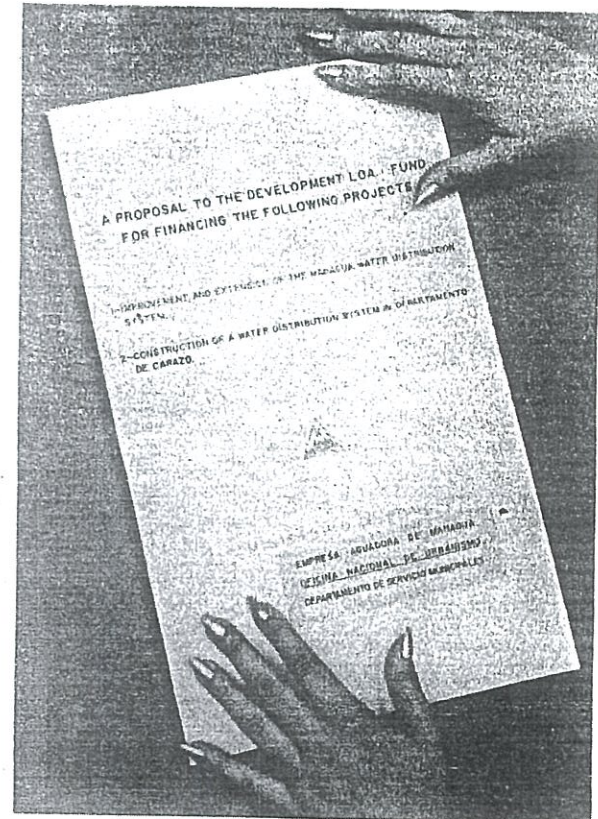 A PROPOSAL TO THE DEVELOPMENT LOA. FUND
FOR FINANCING THE FOLLOWING PROJECTS
1-IMPROVEMENT AND EXTENSION OF THE MANAGUA WATER DISTRIBUTION
SYSTEM.
2-CONSTRUCTION OF A WATER DISTRIBUTION SYSTEM IN DEPARTAMENTO
DE CARAZO.
EMPRESA AGUADORA DE MANAGUA
OFICINA NACIONAL DE URBANISMO
DEPARTAMENTO DE SERVICIO MUNICIPALES